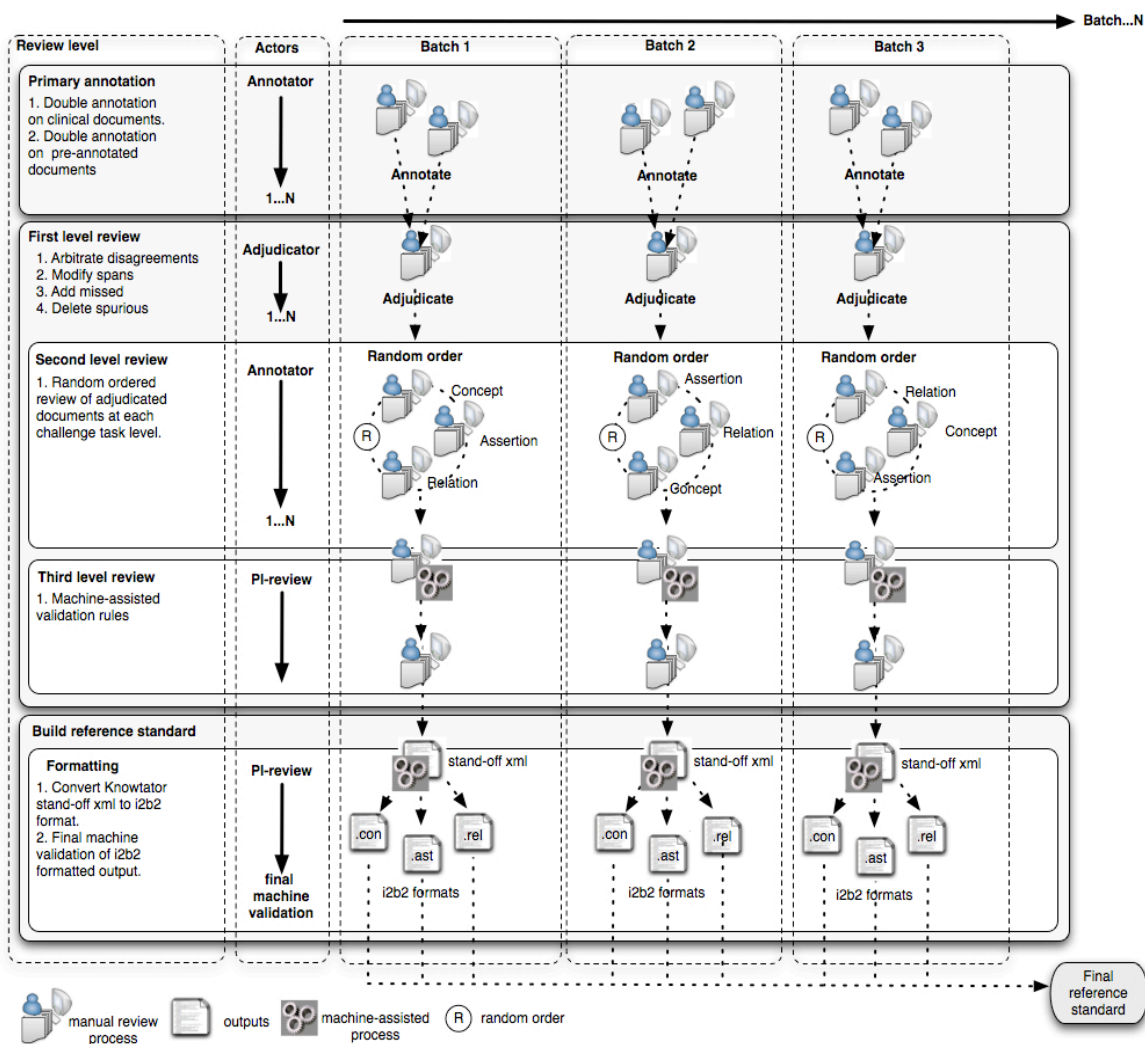 Batch...N
Review level
Actors
Batch 1
Batch 2
Batch 3
Primary annotation
1. Double annotation
on clinical documents.
2. Double annotation
on pre-annotated
documents
Annotator
1...N
Annotate
Annotate
Annotate
First level review
1. Arbitrate disagreements
2. Modify spans
3. Add missed
4. Delete spurious
Adjudicator
1...N
Adjudicate
Adjudicate
Adjudicate
Second level review
1. Random ordered
review of adjudicated
documents at each
challenge task level.
Annotator
1...N
Random order
Concept
R
Assertion
Relation
Random order
Assertion
R
Relation
Concept
Random order
Relation
R
Concept
Assertion
Third level review
1. Machine-assisted
validation rules
PI-review
Build reference standard
Formatting
1. Convert Knowtator
stand-off xml to i2b2
format.
2. Final machine
validation of i2b2
formatted output.
PI-review
final
machine
validation
stand-off xml
.con
.ast
.rel
i2b2 formats
stand-off xml
.con
.ast
.rel
i2b2 formats
stand-off xml
.con
.ast
.rel
i2b2 formats
Final
reference
standard
manual review
process
outputs
machine-assisted
process
R
random order